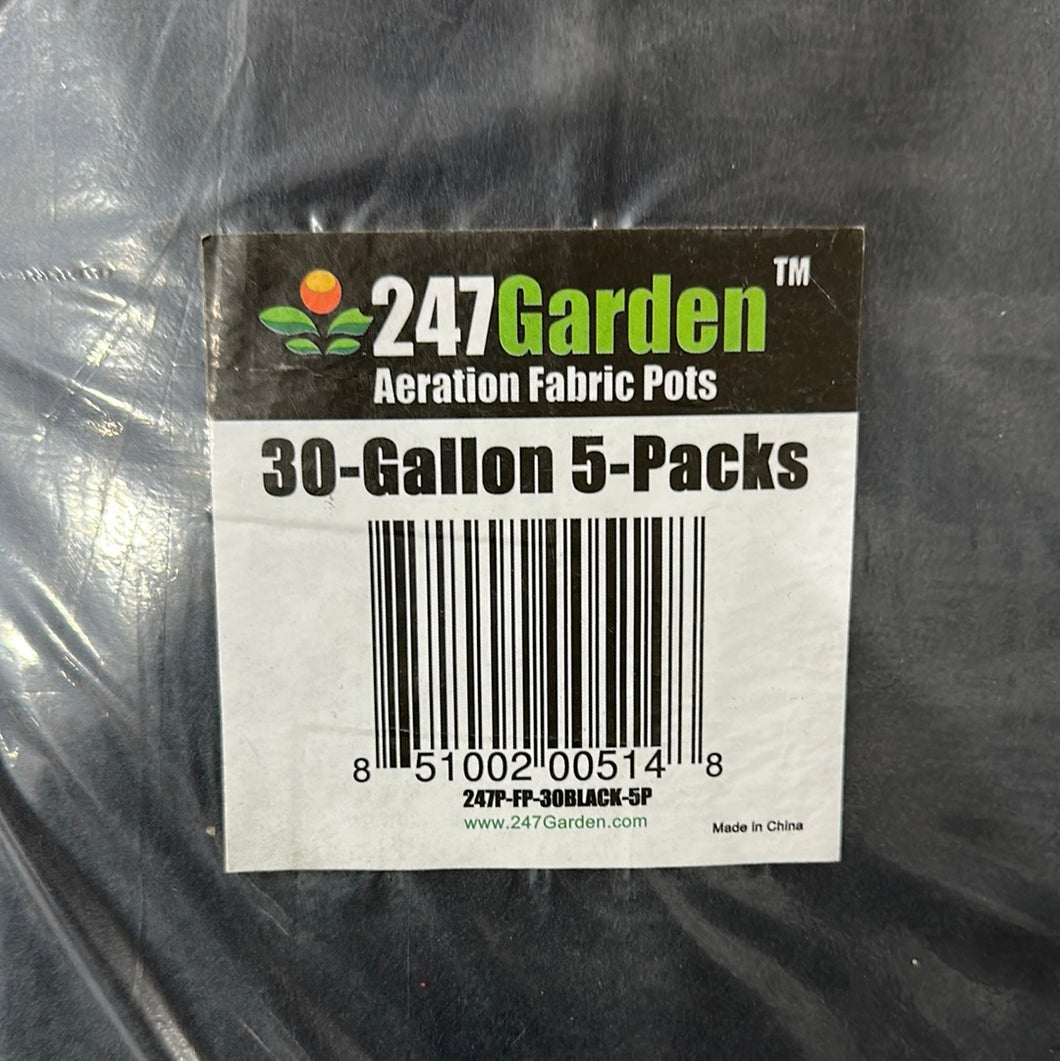 247Garden™
Aeration Fabric Pots
30-Gallon 5-Packs
8 51002 00514 8
247P-FP-30BLACK-5P
www.247Garden.com
Made in China